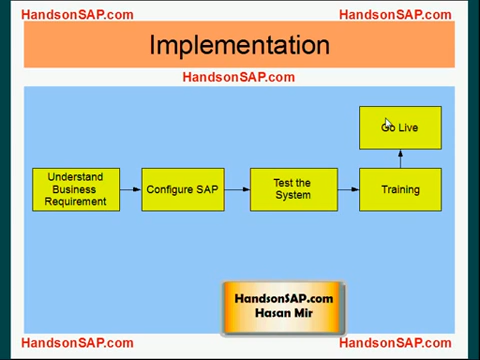 HandsonSAP.com
HandsonSAP.com
Implementation
HandsonSAP.com
Go Live
Understand
Business
Requirement
Configure SAP
Test the
System
Training
HandsonSAP.com
Hasan Mir
HandsonSAP.com
HandsonSAP.com